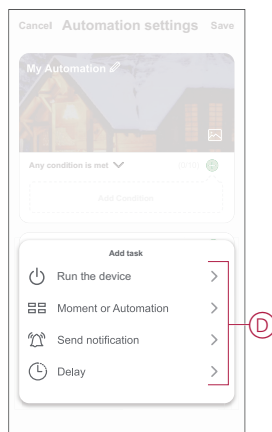 Cancel Automation settings Save
My Automation
Any condition is met
Add Condition
Add task
Run the device
Moment or Automation
Send notification
Delay
D